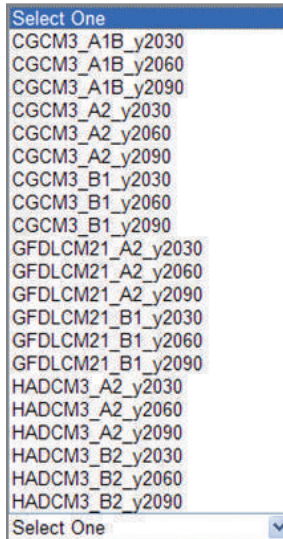 Select One
CGCM3_A1B_y2030
CGCM3_A1B_y2060
CGCM3_A1B_y2090
CGCM3_A2_y2030
CGCM3_A2_y2060
CGCM3_A2_y2090
CGCM3_B1_y2030
CGCM3_B1_y2060
CGCM3_B1_y2090
GFDLCM21_A2_y2030
GFDLCM21_A2_y2060
GFDLCM21_A2_y2090
GFDLCM21_B1_y2030
GFDLCM21_B1_y2060
GFDLCM21_B1_y2090
HADCM3_A2_y2030
HADCM3_A2_y2060
HADCM3_A2_y2090
HADCM3_B2_y2030
HADCM3_B2_y2060
HADCM3_B2_y2090
Select One